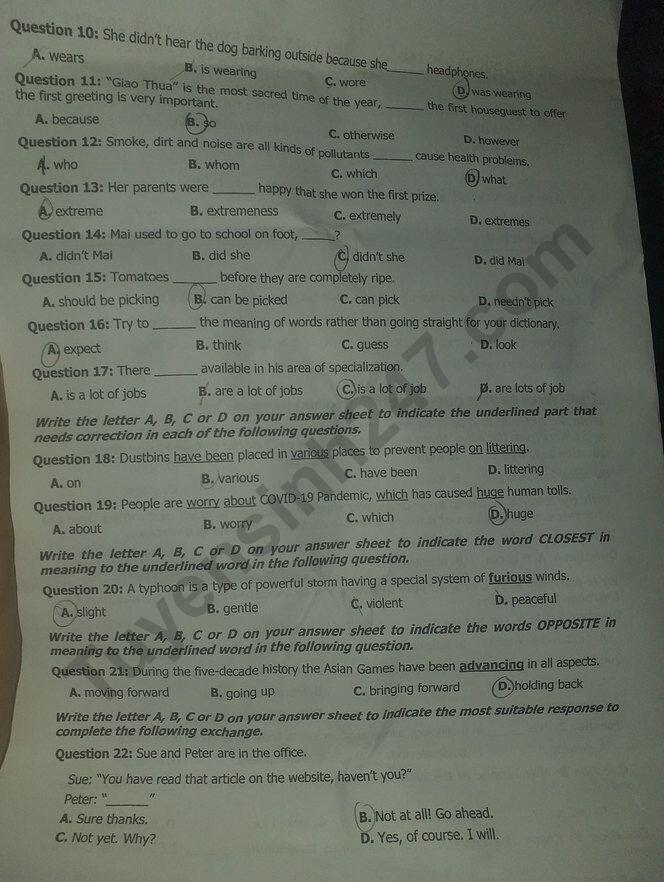 Question 10: She didn't hear the dog barking outside because she______ headphones.
A. wears B. is wearing C. wore D. was wearing
Question 11: "Giao Thua" is the most sacred time of the year, ______ the first houseguest to offer
the first greeting is very important.
A. because B. so C. otherwise D. however
Question 12: Smoke, dirt and noise are all kinds of pollutants ______ cause health problems.
A. who B. whom C. which D. what
Question 13: Her parents were ______ happy that she won the first prize.
A. extreme B. extremeness C. extremely D. extremes
Question 14: Mai used to go to school on foot, _____?
A. didn't Mai B. did she C. didn't she D. did Mai
Question 15: Tomatoes ______ before they are completely ripe.
A. should be picking B. can be picked C. can pick D. needn't pick
Question 16: Try to ______ the meaning of words rather than going straight for your dictionary.
A. expect B. think C. guess D. look
Question 17: There ______ available in his area of specialization.
A. is a lot of jobs B. are a lot of jobs C. is a lot of job D. are lots of job
Write the letter A, B, C or D on your answer sheet to indicate the underlined part that
needs correction in each of the following questions.
Question 18: Dustbins have been placed in various places to prevent people on littering.
A. on B. various C. have been D. littering
Question 19: People are worry about COVID-19 Pandemic, which has caused huge human tolls.
A. about B. worry C. which D. huge
Write the letter A, B, C or D on your answer sheet to indicate the word CLOSEST in
meaning to the underlined word in the following question.
Question 20: A typhoon is a type of powerful storm having a special system of furious winds.
A. slight B. gentle C. violent D. peaceful
Write the letter A, B, C or D on your answer sheet to indicate the words OPPOSITE in
meaning to the underlined word in the following question.
Question 21: During the five-decade history the Asian Games have been advancing in all aspects.
A. moving forward B. going up C. bringing forward D. holding back
Write the letter A, B, C or D on your answer sheet to indicate the most suitable response to
complete the following exchange.
Question 22: Sue and Peter are in the office.
Sue: "You have read that article on the website, haven't you?"
Peter: "______"
A. Sure thanks. B. Not at all! Go ahead.
C. Not yet. Why? D. Yes, of course. I will.
Tuyensinh247.com